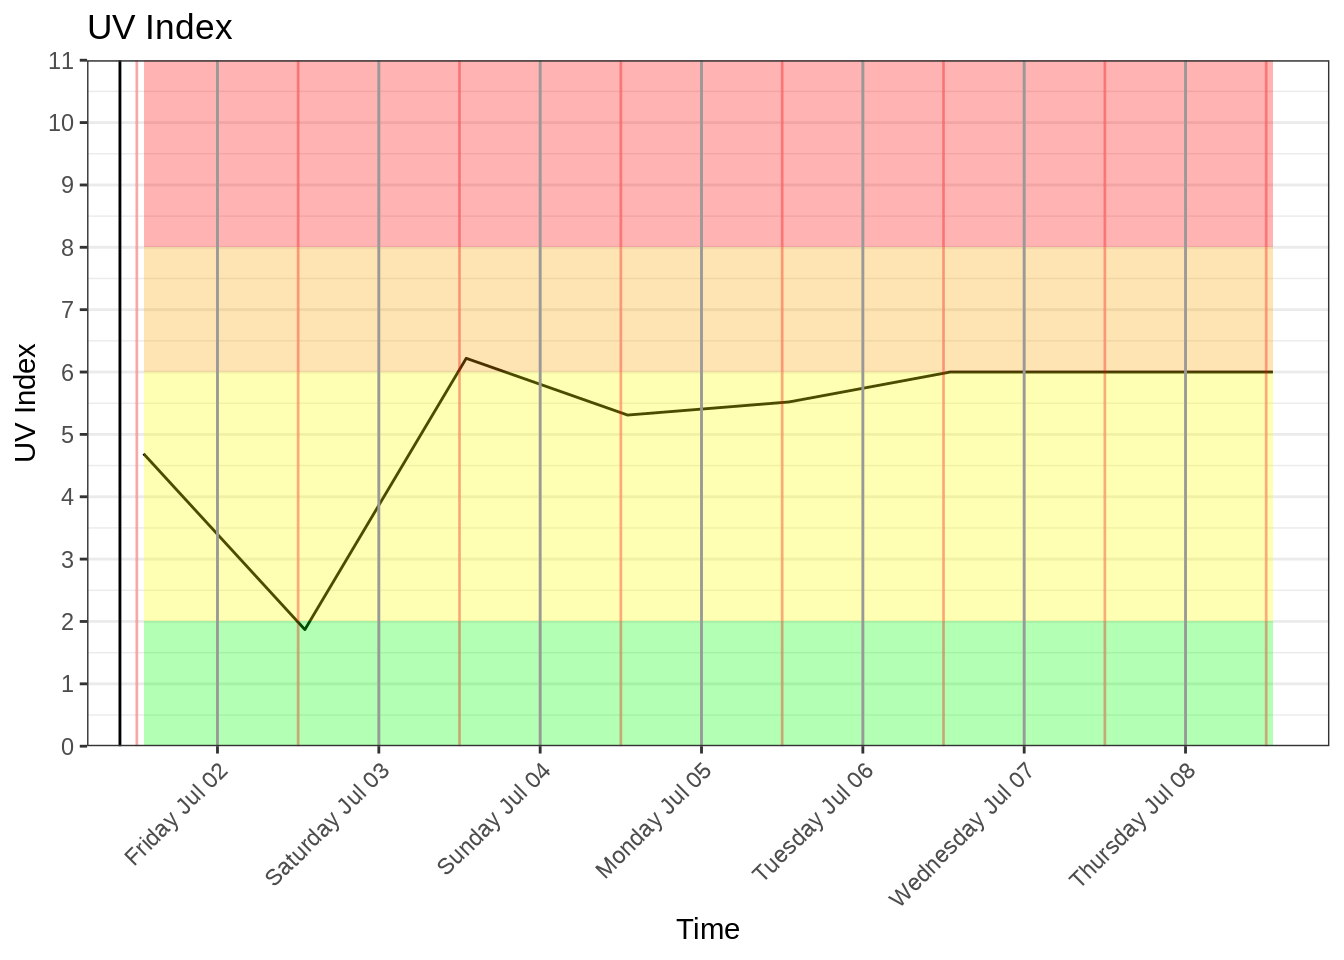 UV Index
11
10
9
8
7
6
5
4
3
2
1
0
UV Index
Friday Jul 02
Saturday Jul 03
Sunday Jul 04
Monday Jul 05
Tuesday Jul 06
Wednesday Jul 07
Thursday Jul 08
Time